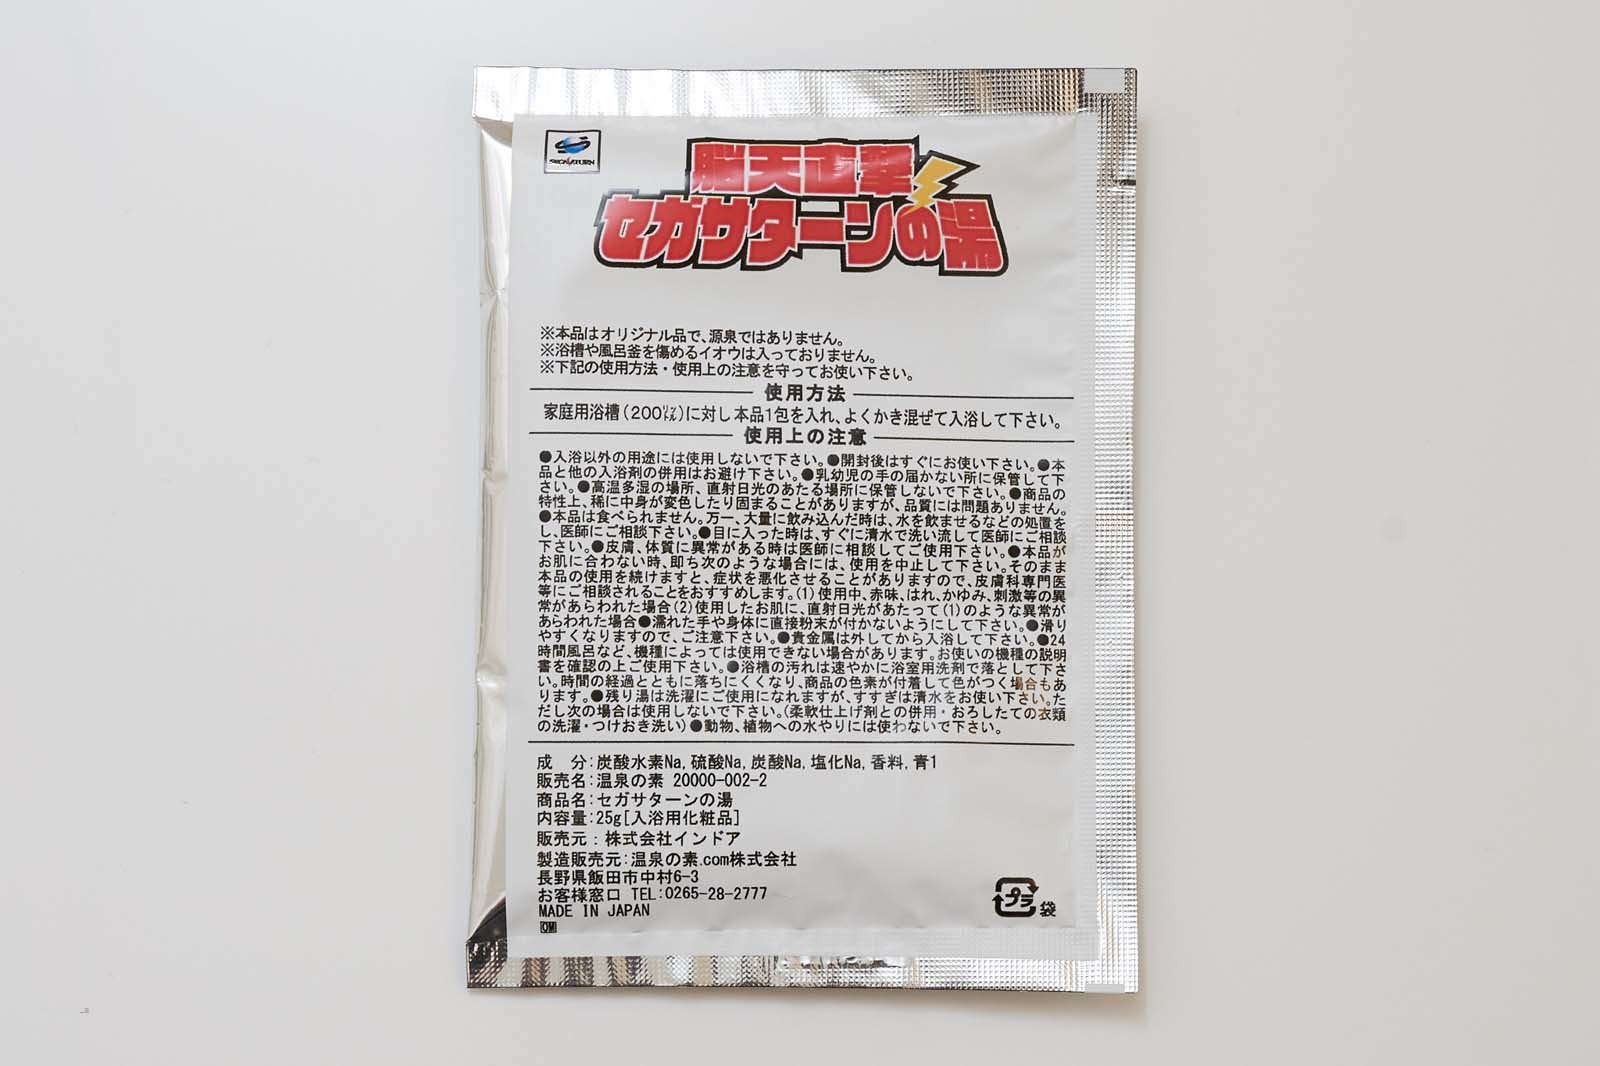 SEGASATURN
脳天直撃
セガサターンの湯
※本品はオリジナル品で、源泉ではありません。
※浴槽や風呂釜を傷めるイオウは入っておりません。
※下記の使用方法・使用上の注意を守ってお使い下さい。
使用方法
家庭用浴槽(200㍑)に対し本品1包を入れ、よくかき混ぜて入浴して下さい。
使用上の注意
●入浴以外の用途には使用しないで下さい。●開封後はすぐにお使い下さい。●本
品と他の入浴剤の併用はお避け下さい。●乳幼児の手の届かない所に保管して下
さい。●高温多湿の場所、直射日光のあたる場所に保管しないで下さい。●商品の
特性上、稀に中身が変色したり固まることがありますが、品質には問題ありません。
●本品は食べられません。万一、大量に飲み込んだ時は、水を飲ませるなどの処置を
し、医師にご相談下さい。●目に入った時は、すぐに清水で洗い流して医師にご相談
下さい。●皮膚、体質に異常がある時は医師に相談してご使用下さい。●本品が
お肌に合わない時、即ち次のような場合には、使用を中止して下さい。そのまま
本品の使用を続けますと、症状を悪化させることがありますので、皮膚科専門医
等にご相談されることをおすすめします。(1)使用中、赤味、はれ、かゆみ、刺激等の異
常があらわれた場合(2)使用したお肌に、直射日光があたって(1)のような異常が
あらわれた場合●濡れた手や身体に直接粉末が付かないようにして下さい。●滑り
やすくなりますので、ご注意下さい。●貴金属は外してから入浴して下さい。●24
時間風呂など、機種によっては使用できない場合があります。お使いの機種の説明
書を確認の上ご使用下さい。●浴槽の汚れは速やかに浴室用洗剤で落として下さ
い。時間の経過とともに落ちにくくなり、商品の色素が付着して色がつく場合もあ
ります。●残り湯は洗濯にご使用になれますが、すすぎは清水をお使い下さい。た
だし次の場合は使用しないで下さい。(柔軟仕上げ剤との併用・おろしたての衣類
の洗濯・つけおき洗い)●動物、植物への水やりには使わないで下さい。
成　分:炭酸水素Na, 硫酸Na, 炭酸Na, 塩化Na, 香料, 青1
販売名:温泉の素 20000-002-2
商品名:セガサターンの湯
内容量:25g[入浴用化粧品]
販売元：株式会社インドア
製造販売元:温泉の素.com株式会社
長野県飯田市中村6-3
お客様窓口 TEL:0265-28-2777
MADE IN JAPAN
OM
プラ 袋